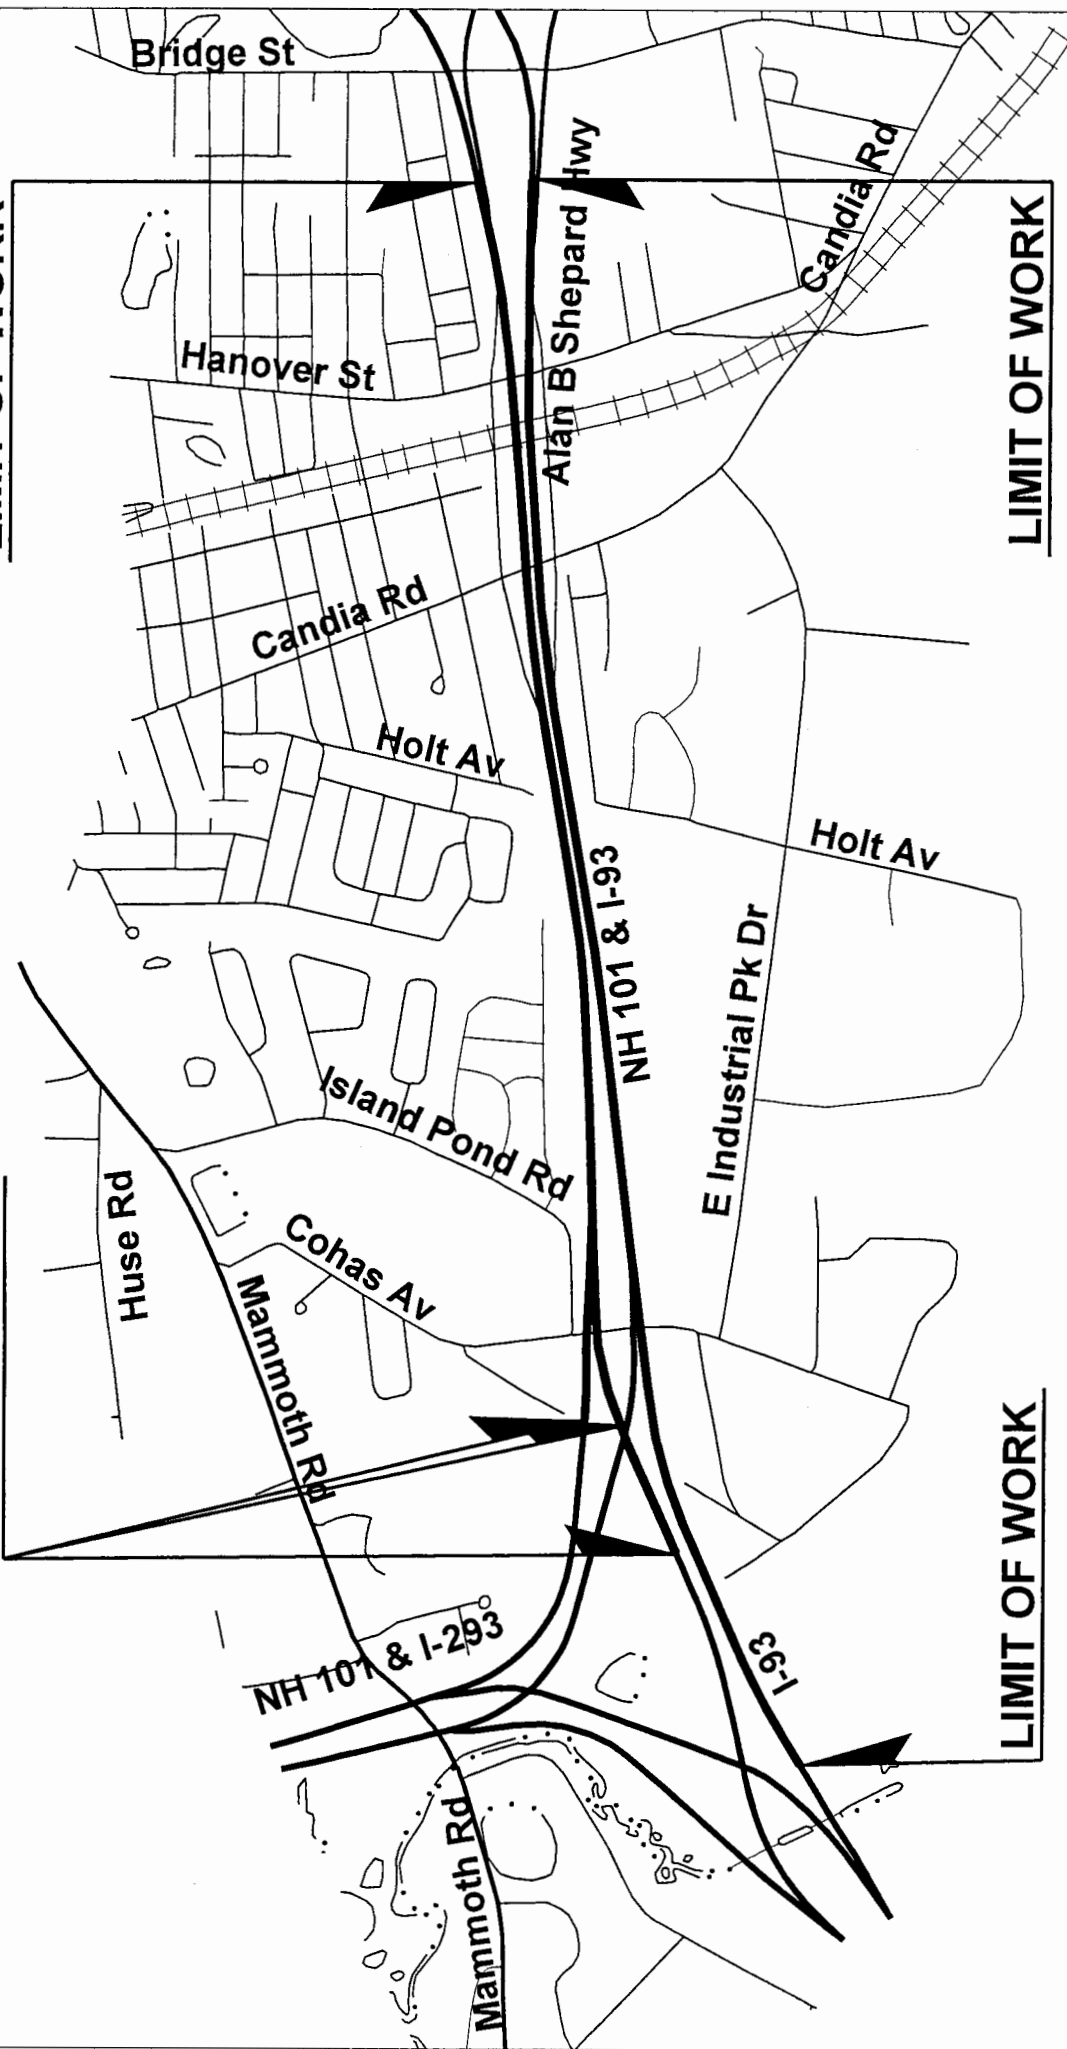 Bridge St
Alan B Shepard Hwy
Candia Rd
LIMIT OF WORK
Hanover St
Candia Rd
Holt Av
Holt Av
NH 101 & I-93
E Industrial Pk Dr
Island Pond Rd
Huse Rd
Cohas Av
Mammoth Rd
LIMIT OF WORK
NH 101 & I-293
I-93
Mammoth Rd